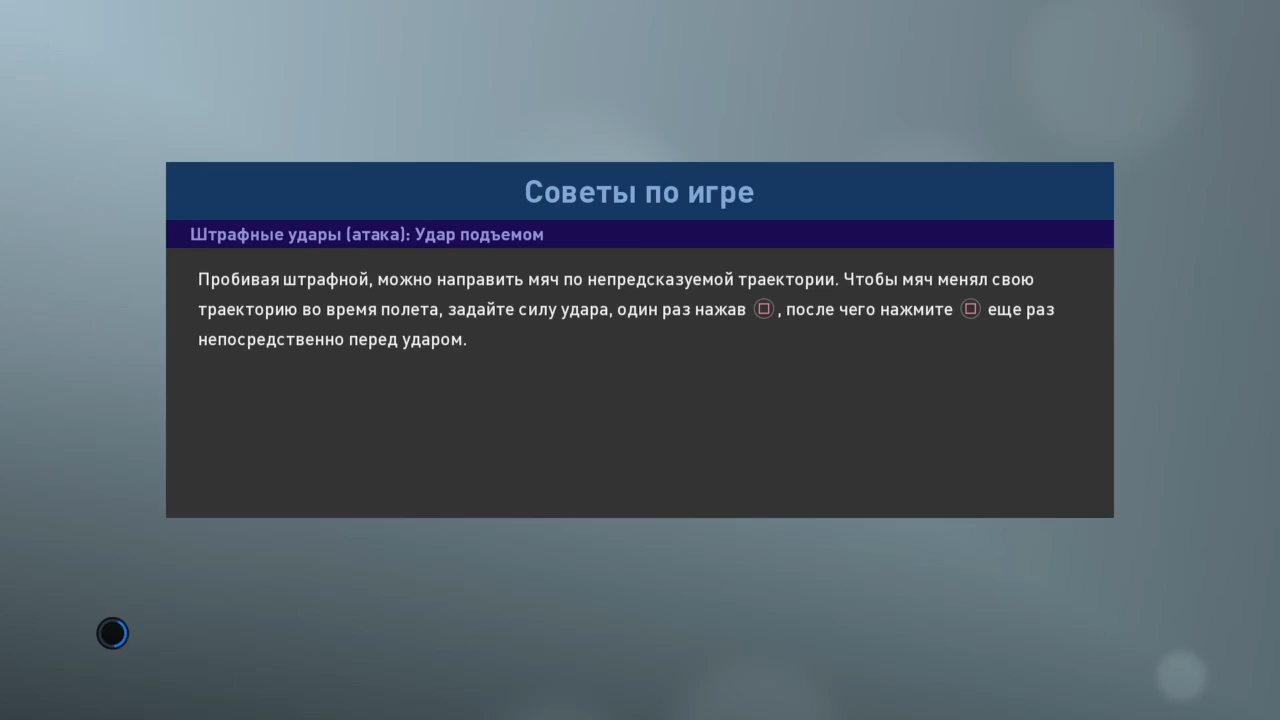 Советы по игре
Штрафные удары (атака): Удар подъемом
Пробивая штрафной, можно направить мяч по непредсказуемой траектории. Чтобы мяч менял свою
траекторию во время полета, задайте силу удара, один раз нажав □, после чего нажмите □ еще раз
непосредственно перед ударом.